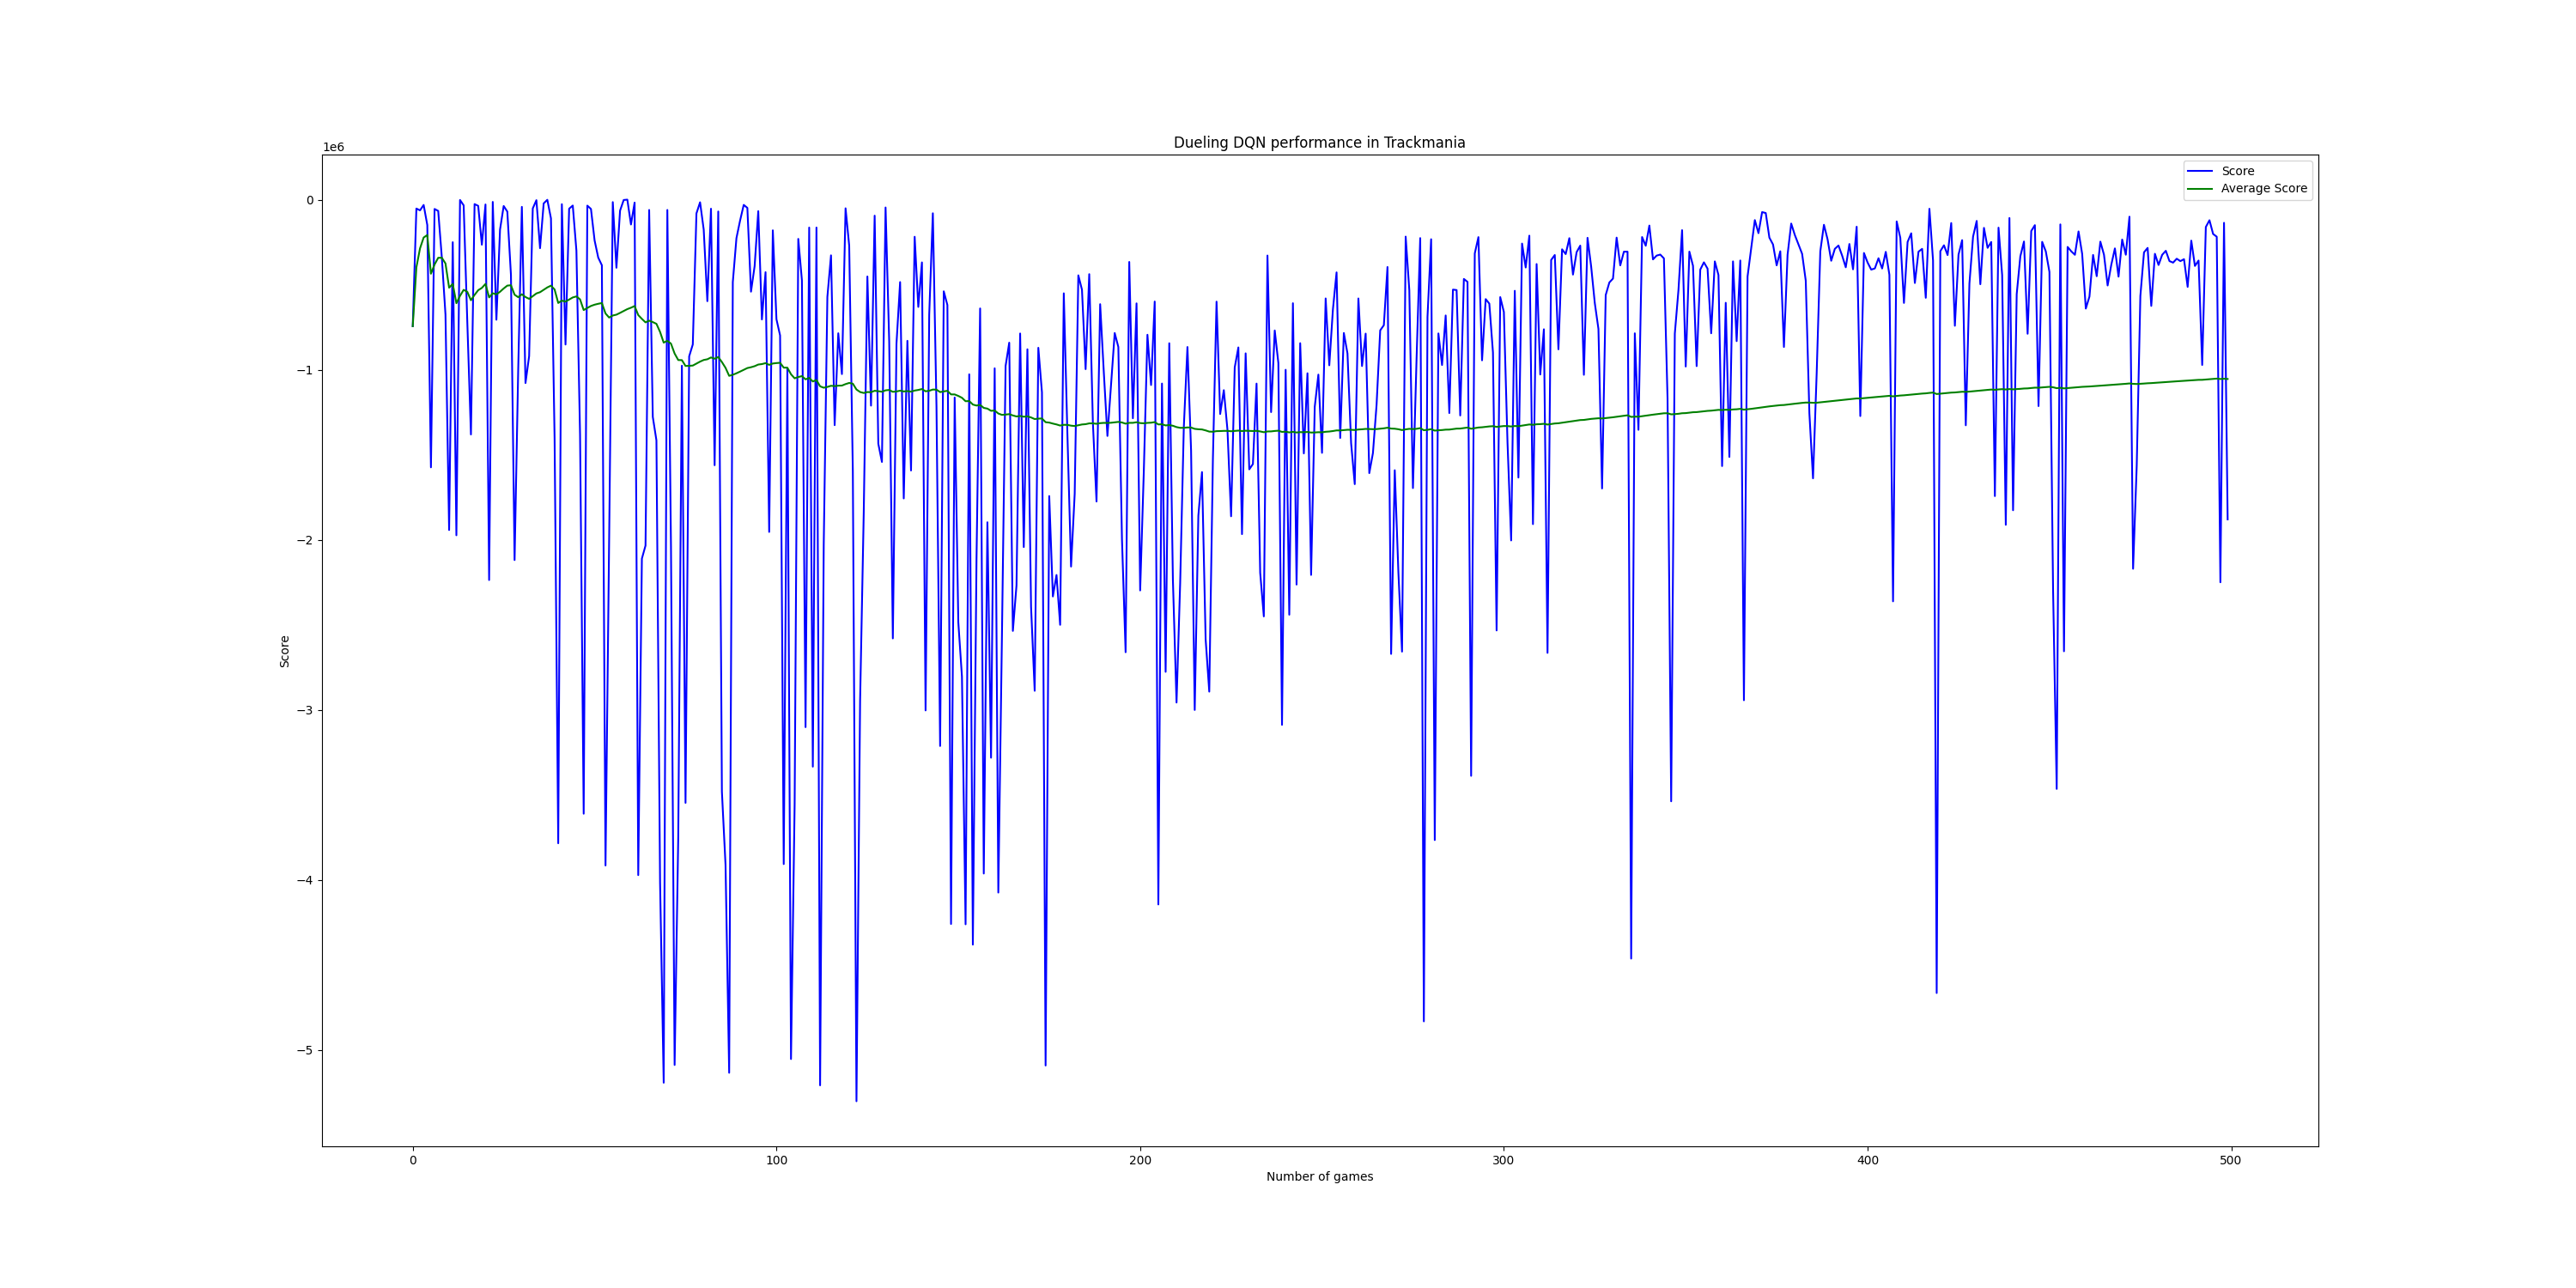 Dueling DQN performance in Trackmania
1e6
Score
Average Score
0
−1
−2
−3
−4
−5
Score
0
100
200
300
400
500
Number of games